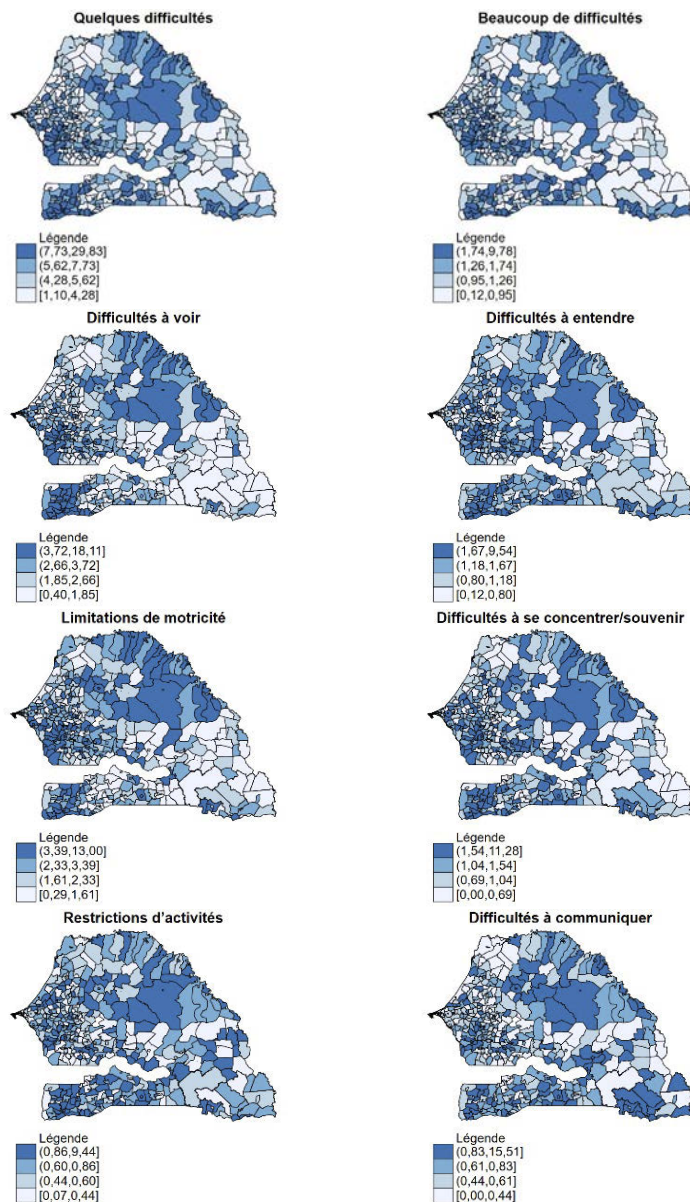 Quelques difficultés
Légende
(7,73,29,83]
(5,62,7,73]
(4,28,5,62]
[1,10,4,28]
Beaucoup de difficultés
Légende
(1,74,9,78]
(1,26,1,74]
(0,95,1,26]
[0,12,0,95]
Difficultés à voir
Légende
(3,72,18,11]
(2,66,3,72]
(1,85,2,66]
[0,40,1,85]
Difficultés à entendre
Légende
(1,67,9,54]
(1,18,1,67]
(0,80,1,18]
[0,12,0,80]
Limitations de motricité
Légende
(3,39,13,00]
(2,33,3,39]
(1,61,2,33]
[0,29,1,61]
Difficultés à se concentrer/souvenir
Légende
(1,54,11,28]
(1,04,1,54]
(0,69,1,04]
[0,00,0,69]
Restrictions d’activités
Légende
(0,86,9,44]
(0,60,0,86]
(0,44,0,60]
[0,07,0,44]
Difficultés à communiquer
Légende
(0,83,15,51]
(0,61,0,83]
(0,44,0,61]
[0,00,0,44]